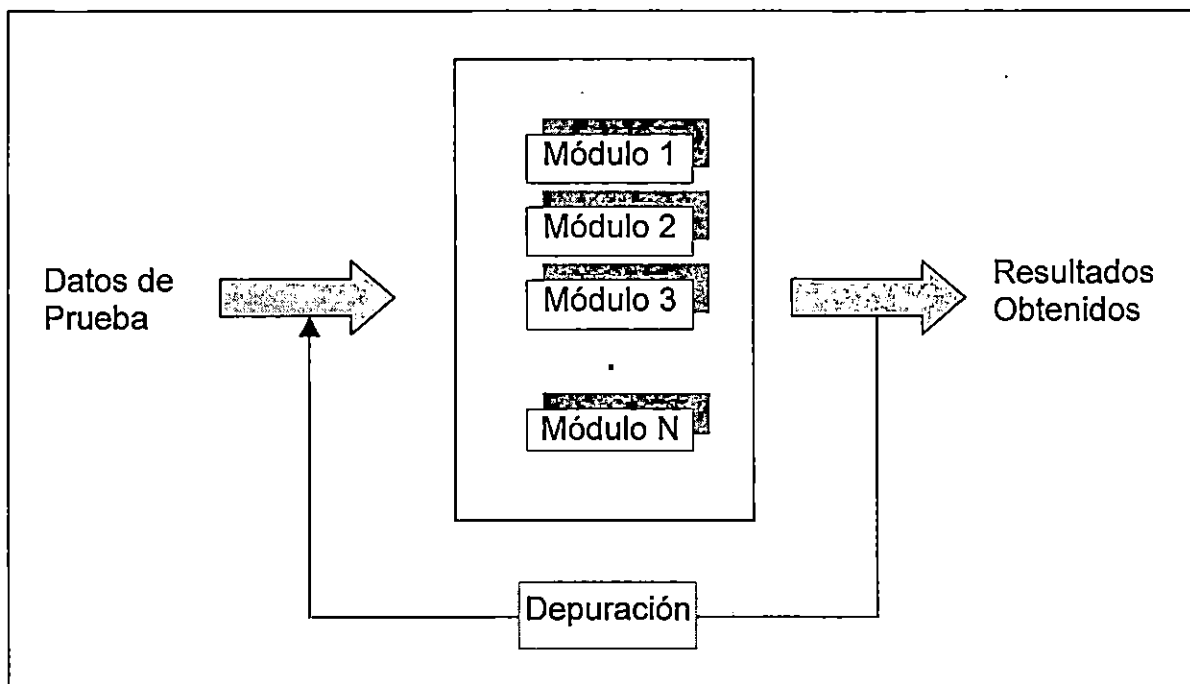 Datos de
Prueba
Módulo 1
Módulo 2
Módulo 3
.
Módulo N
Resultados
Obtenidos
Depuración